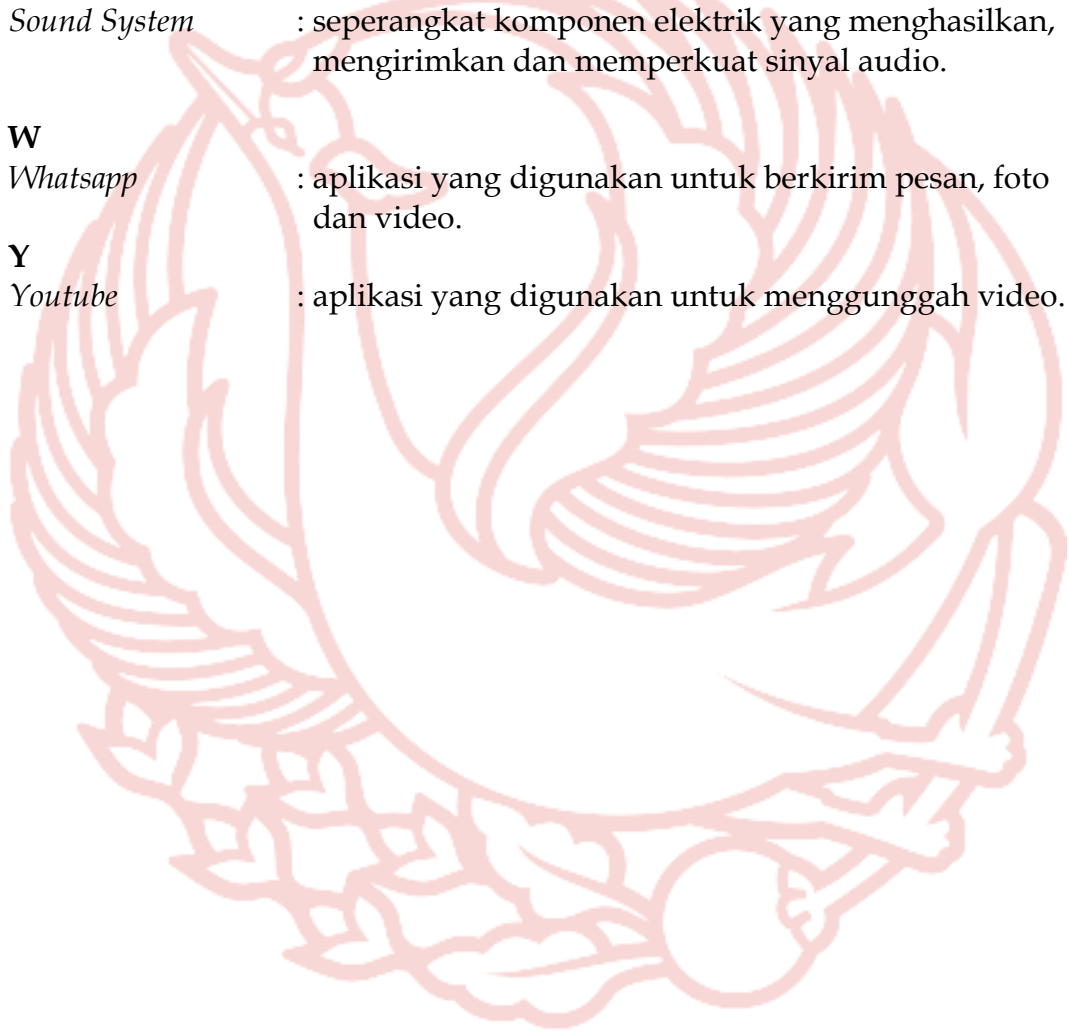 Sound System : seperangkat komponen elektrik yang menghasilkan,
mengirimkan dan memperkuat sinyal audio.
W
Whatsapp : aplikasi yang digunakan untuk berkirim pesan, foto
dan video.
Y
Youtube : aplikasi yang digunakan untuk menggunggah video.